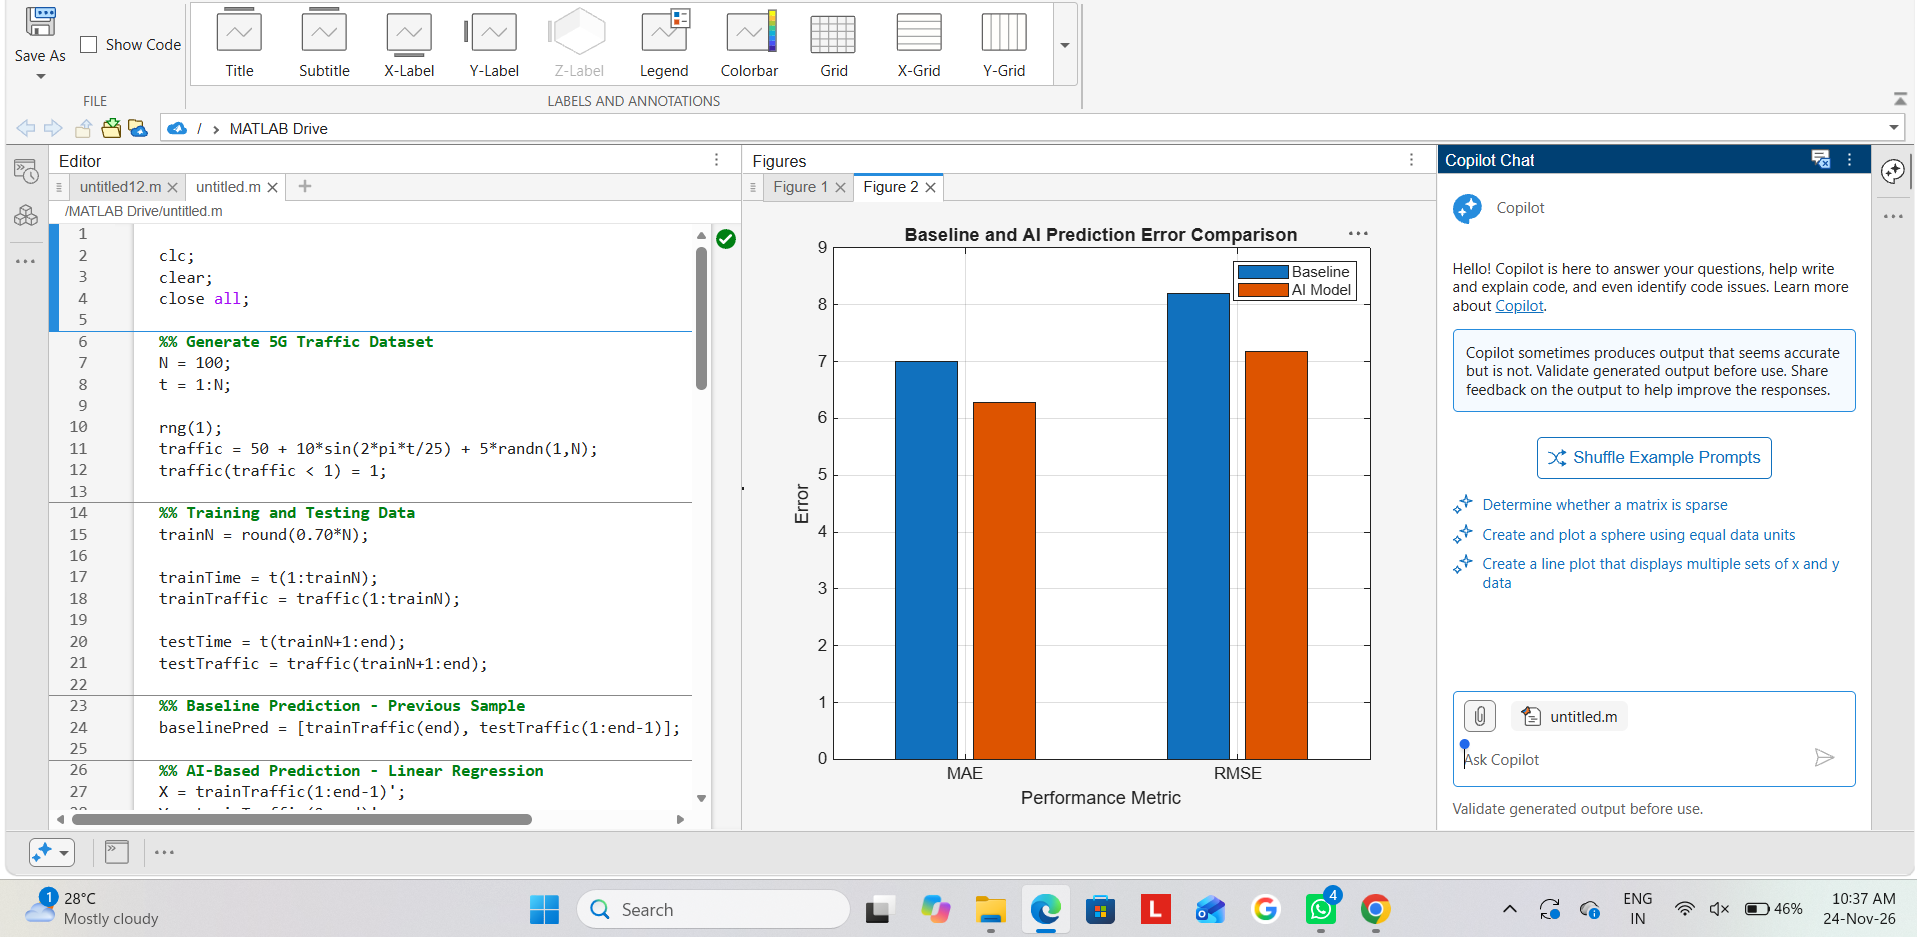 Save As
Show Code
FILE
Title
Subtitle
X-Label
Y-Label
Z-Label
Legend
Colorbar
Grid
X-Grid
Y-Grid
LABELS AND ANNOTATIONS
/ › MATLAB Drive
Editor
untitled12.m
untitled.m
/MATLAB Drive/untitled.m
1
2 clc;
3 clear;
4 close all;
5
6 %% Generate 5G Traffic Dataset
7 N = 100;
8 t = 1:N;
9
10 rng(1);
11 traffic = 50 + 10*sin(2*pi*t/25) + 5*randn(1,N);
12 traffic(traffic < 1) = 1;
13
14 %% Training and Testing Data
15 trainN = round(0.70*N);
16
17 trainTime = t(1:trainN);
18 trainTraffic = traffic(1:trainN);
19
20 testTime = t(trainN+1:end);
21 testTraffic = traffic(trainN+1:end);
22
23 %% Baseline Prediction - Previous Sample
24 baselinePred = [trainTraffic(end), testTraffic(1:end-1)];
25
26 %% AI-Based Prediction - Linear Regression
27 X = trainTraffic(1:end-1)';
Figures
Figure 1
Figure 2
Baseline and AI Prediction Error Comparison
Baseline
AI Model
9
8
7
6
5
4
3
2
1
0
Error
MAE
RMSE
Performance Metric
Copilot Chat
Copilot
Hello! Copilot is here to answer your questions, help write
and explain code, and even identify code issues. Learn more
about Copilot.
Copilot sometimes produces output that seems accurate
but is not. Validate generated output before use. Share
feedback on the output to help improve the responses.
Shuffle Example Prompts
Determine whether a matrix is sparse
Create and plot a sphere using equal data units
Create a line plot that displays multiple sets of x and y
data
untitled.m
Ask Copilot
Validate generated output before use.
1
28°C
Mostly cloudy
Search
L
4
ENG
IN
46%
10:37 AM
24-Nov-26